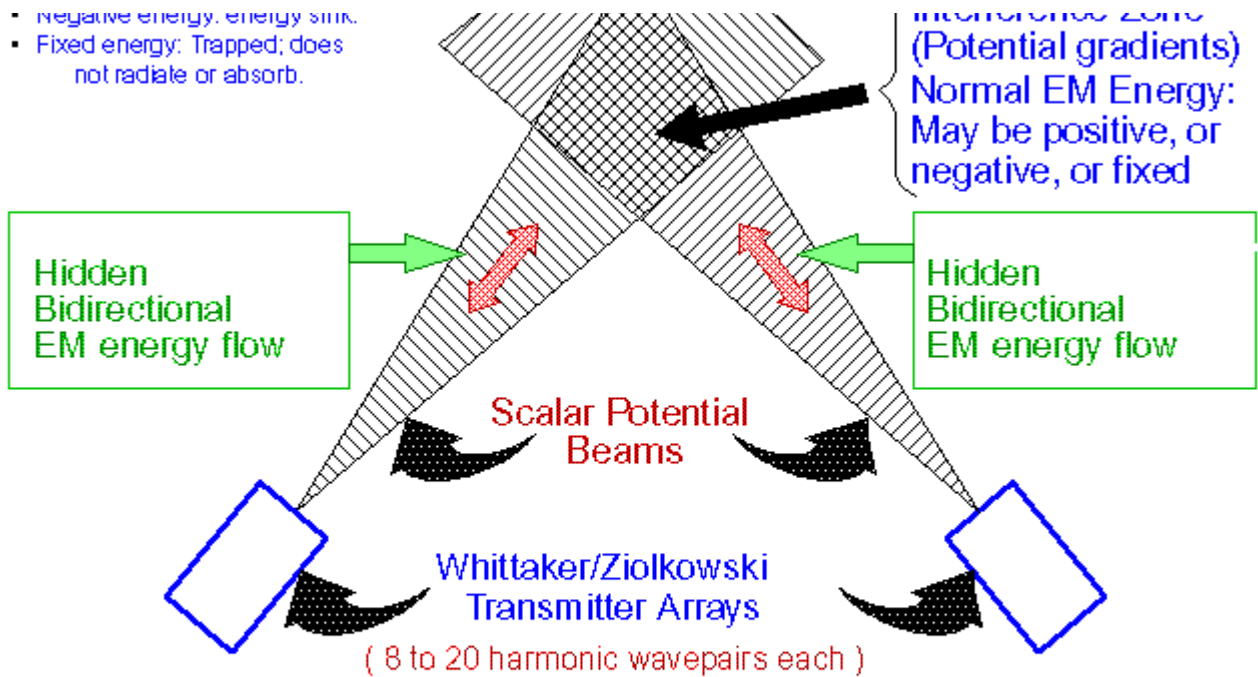 ▪ Negative energy: energy sink.
▪ Fixed energy: Trapped; does
not radiate or absorb.
Interference Zone
(Potential gradients)
Normal EM Energy:
May be positive, or
negative, or fixed
Hidden
Bidirectional
EM energy flow
Hidden
Bidirectional
EM energy flow
Scalar Potential
Beams
Whittaker/Ziolkowski
Transmitter Arrays
( 8 to 20 harmonic wavepairs each )